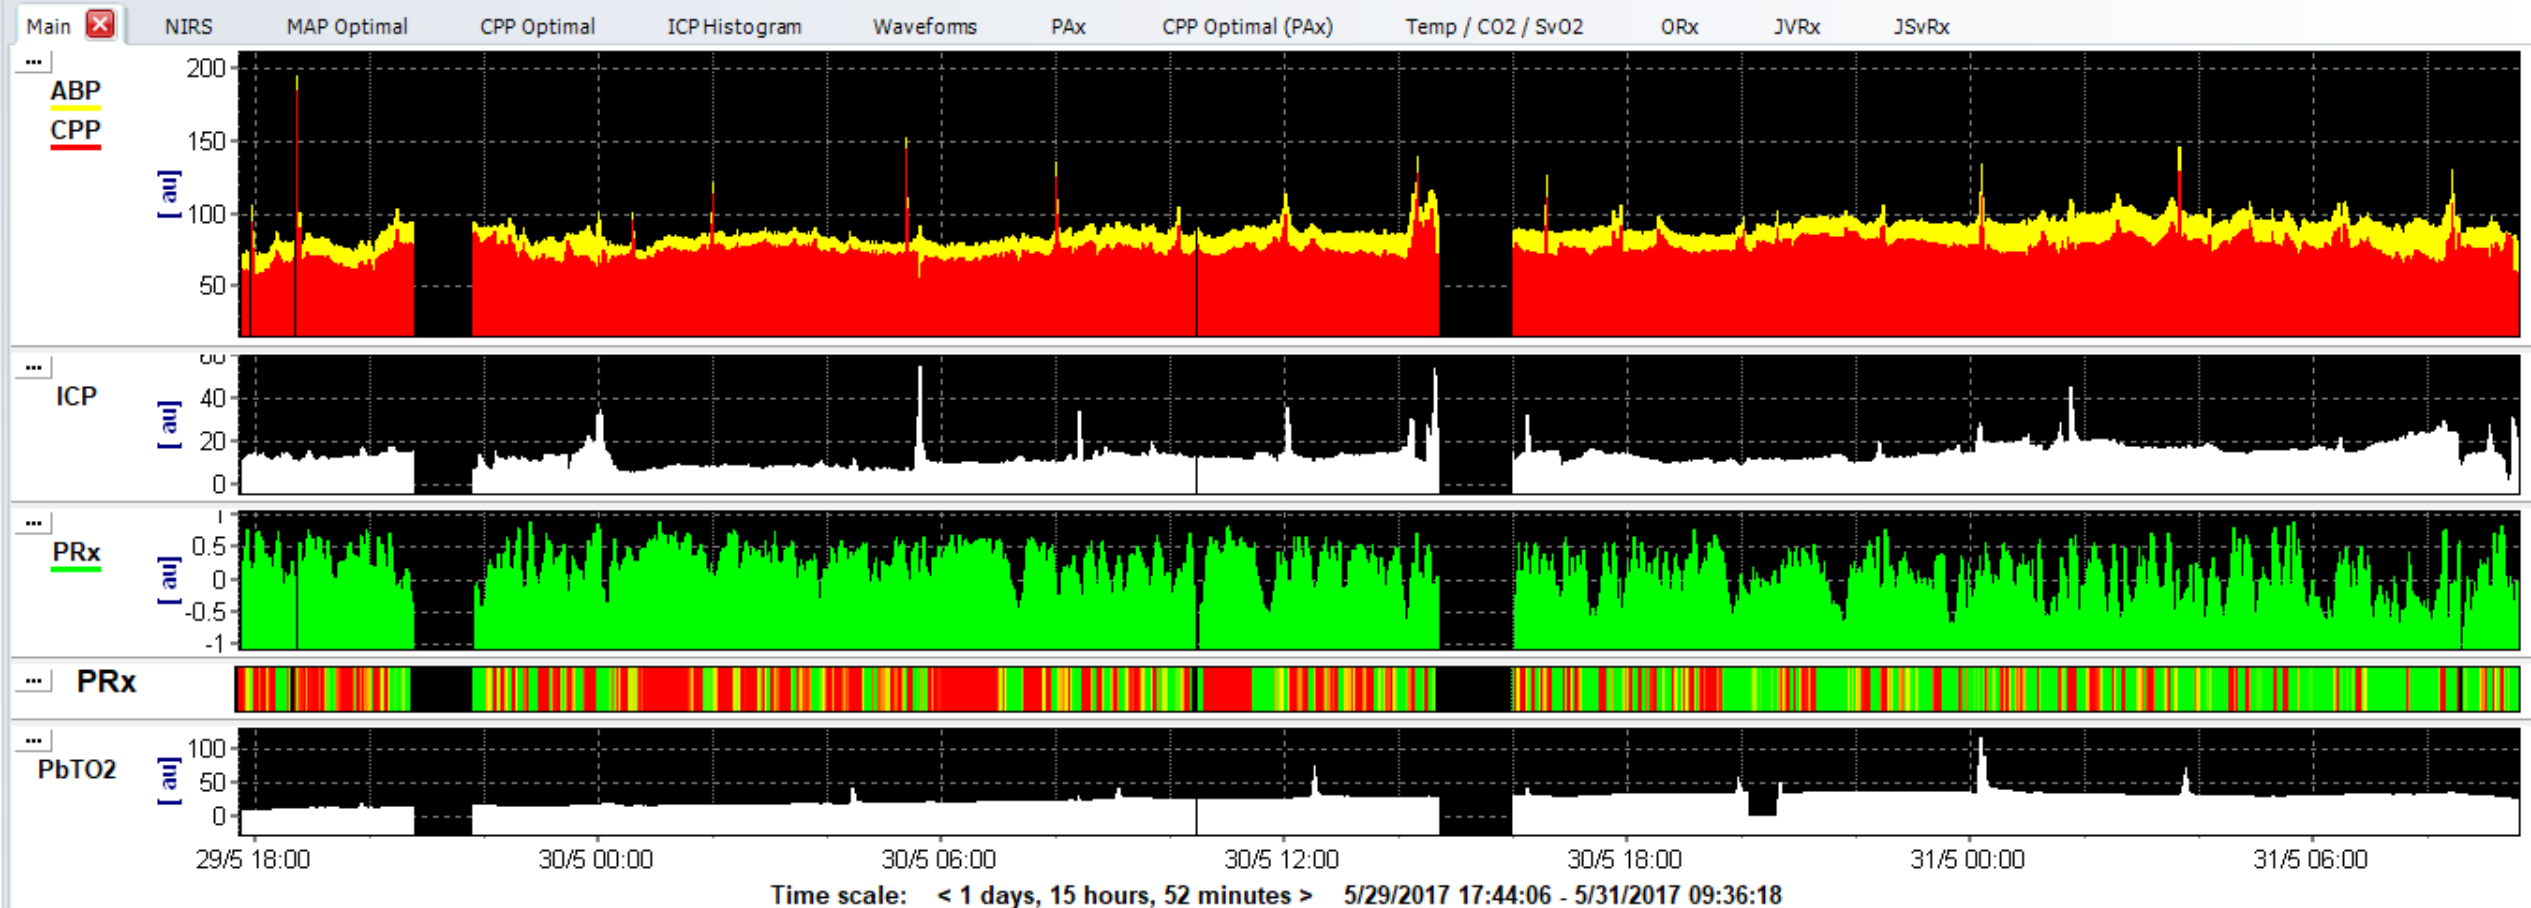 Main NIRS MAP Optimal CPP Optimal ICP Histogram Waveforms PAx CPP Optimal (PAx) Temp / CO2 / SvO2 ORx JVRx JSvRx
...
ABP
CPP
[ au]
200
150
100
50
...
ICP
[ au]
60
40
20
0
...
PRx
[ au]
1
0.5
0
-0.5
-1
...
PRx
...
PbTO2
[ au]
100
50
0
29/5 18:00 30/5 00:00 30/5 06:00 30/5 12:00 30/5 18:00 31/5 00:00 31/5 06:00
Time scale: < 1 days, 15 hours, 52 minutes > 5/29/2017 17:44:06 - 5/31/2017 09:36:18